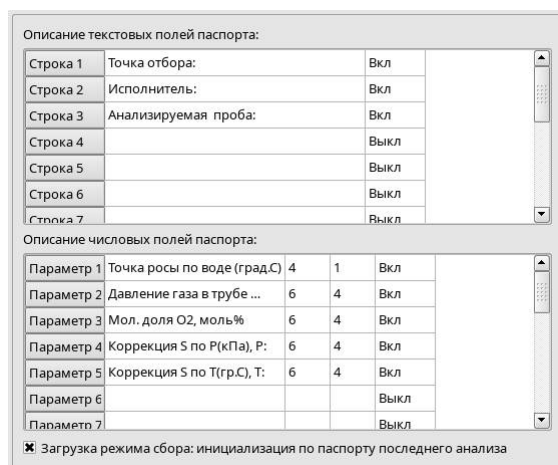 Описание текстовых полей паспорта:
Строка 1 Точка отбора: Вкл
Строка 2 Исполнитель: Вкл
Строка 3 Анализируемая проба: Вкл
Строка 4 Выкл
Строка 5 Выкл
Строка 6 Выкл
Строка 7 Выкл
Описание числовых полей паспорта:
Параметр 1 Точка росы по воде (град.С) 4 1 Вкл
Параметр 2 Давление газа в трубе ... 6 4 Вкл
Параметр 3 Мол. доля О2, моль% 6 4 Вкл
Параметр 4 Коррекция S по Р(кПа), Р: 6 4 Вкл
Параметр 5 Коррекция S по Т(гр.С), Т: 6 4 Вкл
Параметр 6 Выкл
Параметр 7 Выкл
Загрузка режима сбора: инициализация по паспорту последнего анализа